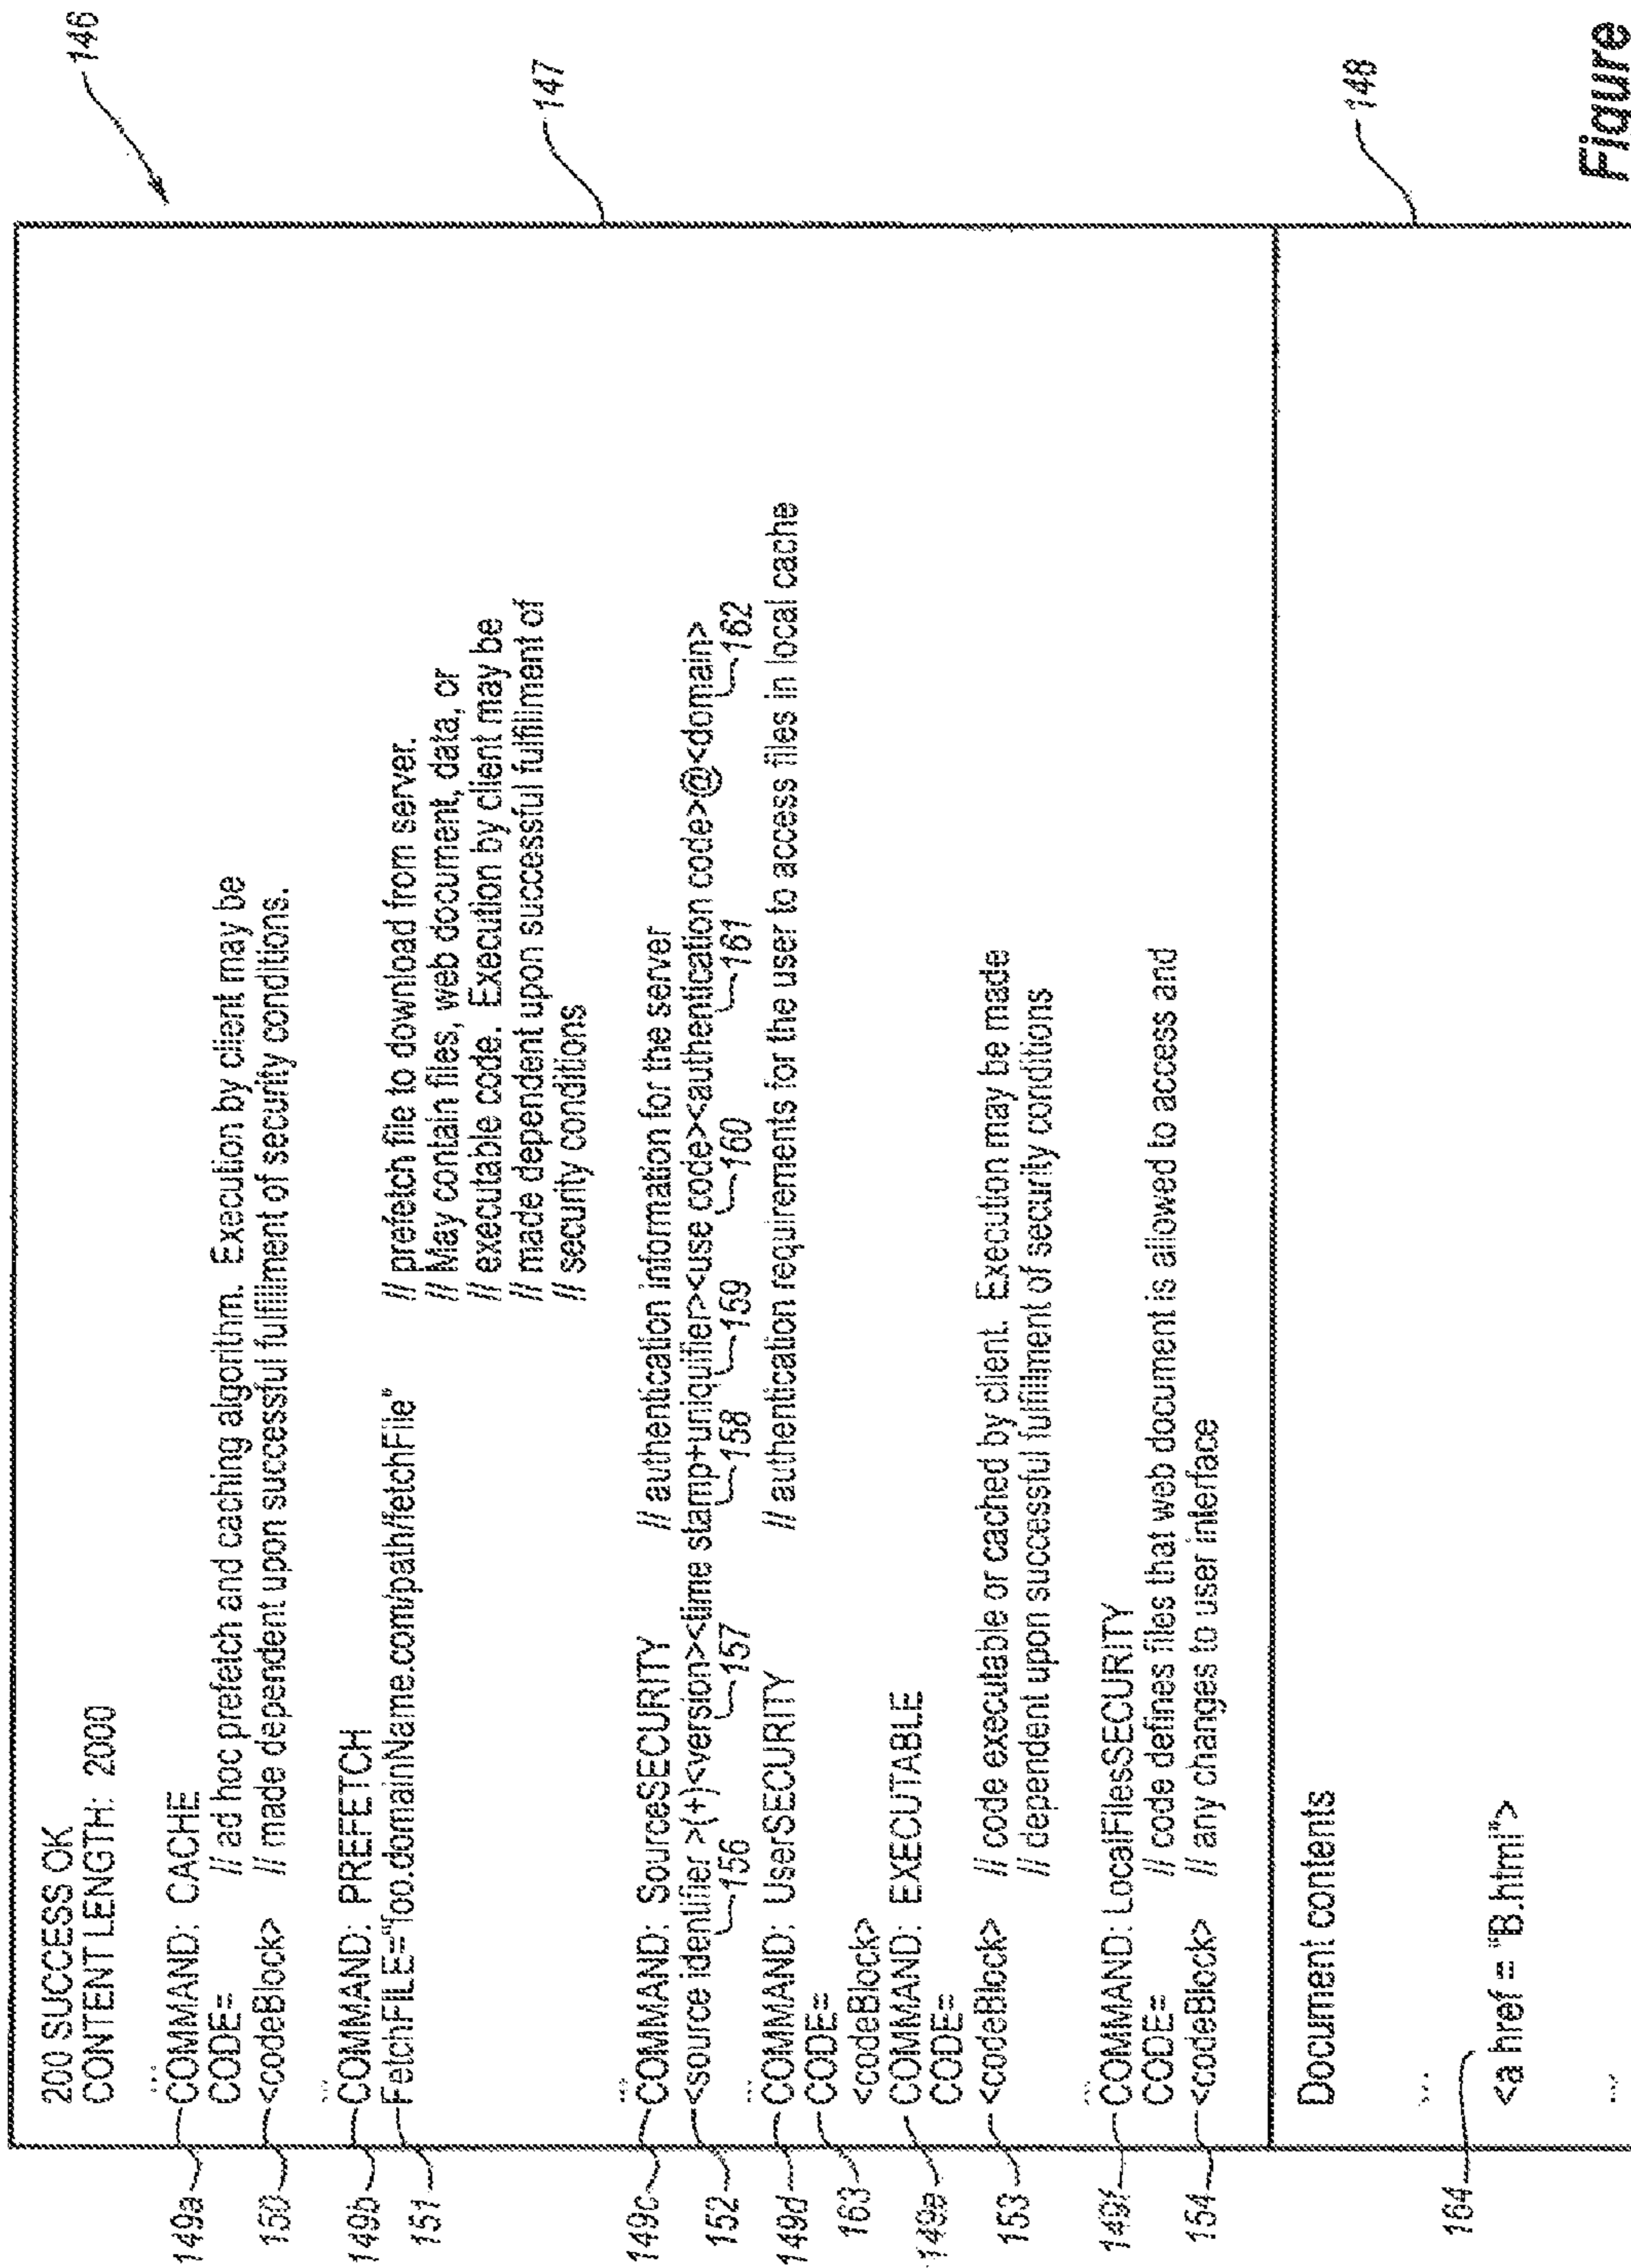 146
200 SUCCESS OK
CONTENT LENGTH: 2000
...
149a COMMAND: CACHE
CODE= // ad hoc prefetch and caching algorithm. Execution by client may be
150 <codeBlock> // made dependent upon successful fulfillment of security conditions.
...
149b COMMAND: PREFETCH
151 FetchFILE="foo.domainName.com/path/fetchFile" // prefetch file to download from server.
// May contain files, web document, data, or
// executable code. Execution by client may be
// made dependent upon successful fulfillment of
// security conditions
147
...
149c COMMAND: SourceSECURITY // authentication information for the server
152 <source identifier >(+)<version><time stamp+uniquifier><use code><authentication code>@<domain>
156 157 158 159 160 161 162
...
149d COMMAND: UserSECURITY // authentication requirements for the user to access files in local cache
163 CODE=
<codeBlock>
149e COMMAND: EXECUTABLE
CODE=
153 <codeBlock> // code executable or cached by client. Execution may be made
// dependent upon successful fulfillment of security conditions
...
149f COMMAND: LocalFilesSECURITY
CODE= // code defines files that web document is allowed to access and
154 <codeBlock> // any changes to user interface
Document contents
148
...
164
<a href = "B.html">
...
Figure